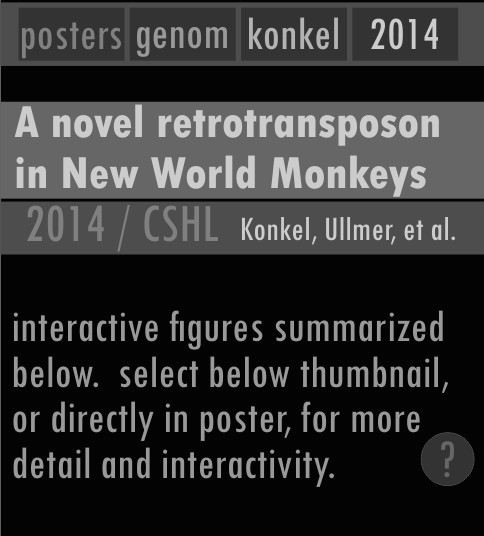 posters genom konkel 2014
A novel retrotransposon
in New World Monkeys
2014 / CSHL Konkel, Ullmer, et al.
interactive figures summarized
below. select below thumbnail,
or directly in poster, for more
detail and interactivity.
?